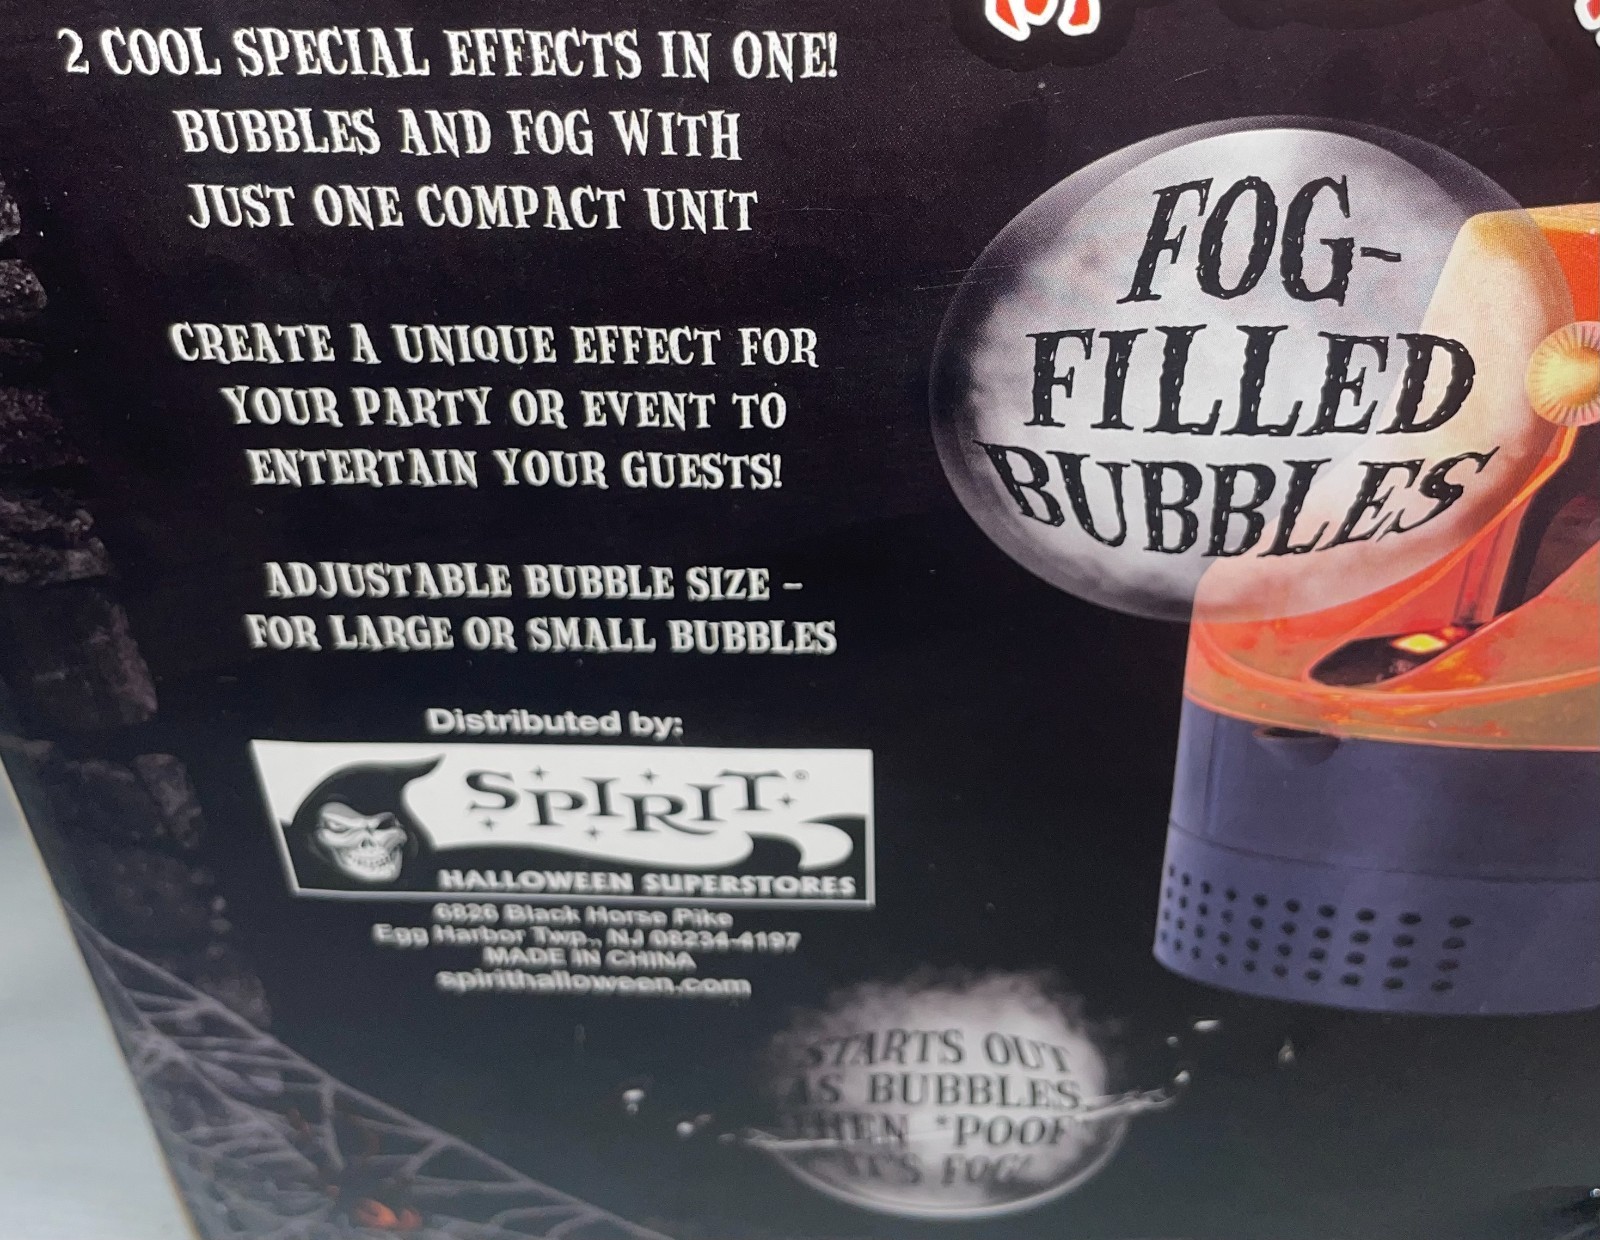 2 COOL SPECIAL EFFECTS IN ONE!
BUBBLES AND FOG WITH
JUST ONE COMPACT UNIT
CREATE A UNIQUE EFFECT FOR
YOUR PARTY OR EVENT TO
ENTERTAIN YOUR GUESTS!
ADJUSTABLE BUBBLE SIZE –
FOR LARGE OR SMALL BUBBLES
Distributed by:
SPIRIT®
HALLOWEEN SUPERSTORES
6826 Black Horse Pike
Egg Harbor Twp., NJ 08234-4197
MADE IN CHINA
spirithalloween.com
FOG-
FILLED
BUBBLES
STARTS OUT
AS BUBBLES,
THEN "POOF"
IT'S FOG!